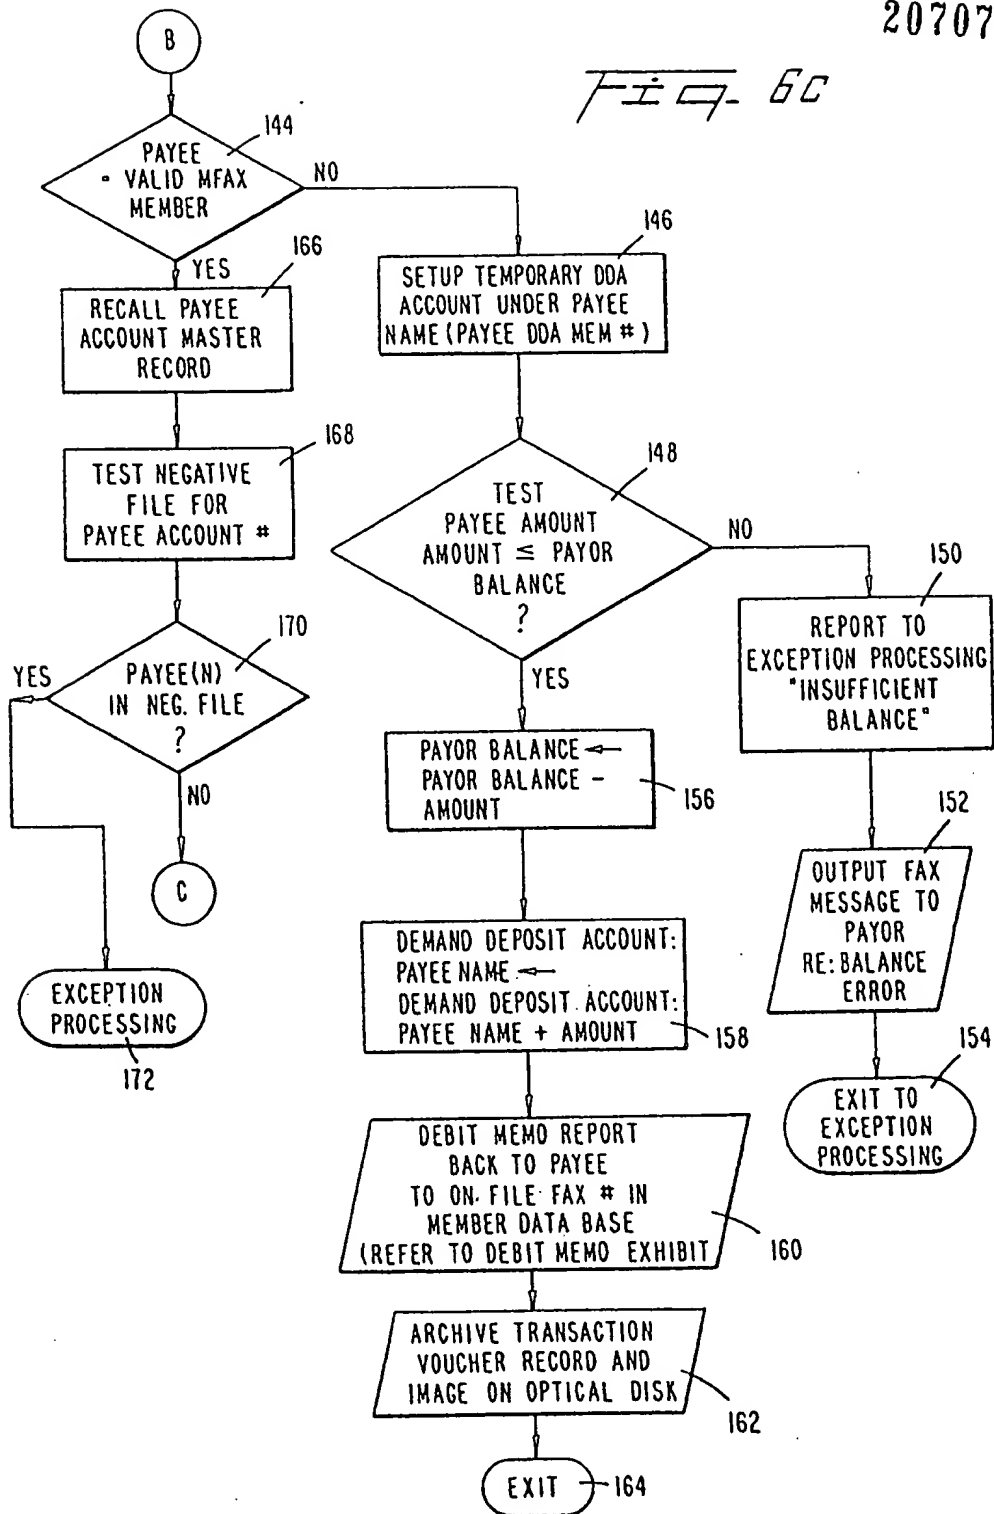 20707
Fig. 6C
B
144
PAYEE
= VALID MFAX
MEMBER
NO
YES
166
RECALL PAYEE
ACCOUNT MASTER
RECORD
146
SETUP TEMPORARY DDA
ACCOUNT UNDER PAYEE
NAME (PAYEE DDA MEM #)
168
TEST NEGATIVE
FILE FOR
PAYEE ACCOUNT #
148
TEST
PAYEE AMOUNT
AMOUNT ≤ PAYOR
BALANCE
?
NO
YES
170
PAYEE(N)
IN NEG. FILE
?
YES
NO
C
EXCEPTION
PROCESSING
172
150
REPORT TO
EXCEPTION PROCESSING
"INSUFFICIENT
BALANCE"
PAYOR BALANCE ←
PAYOR BALANCE -
AMOUNT
156
152
OUTPUT FAX
MESSAGE TO
PAYOR
RE: BALANCE
ERROR
DEMAND DEPOSIT ACCOUNT:
PAYEE NAME ←
DEMAND DEPOSIT ACCOUNT:
PAYEE NAME + AMOUNT
158
154
EXIT TO
EXCEPTION
PROCESSING
DEBIT MEMO REPORT
BACK TO PAYEE
TO ON FILE FAX # IN
MEMBER DATA BASE
(REFER TO DEBIT MEMO EXHIBIT
160
ARCHIVE TRANSACTION
VOUCHER RECORD AND
IMAGE ON OPTICAL DISK
162
EXIT
164